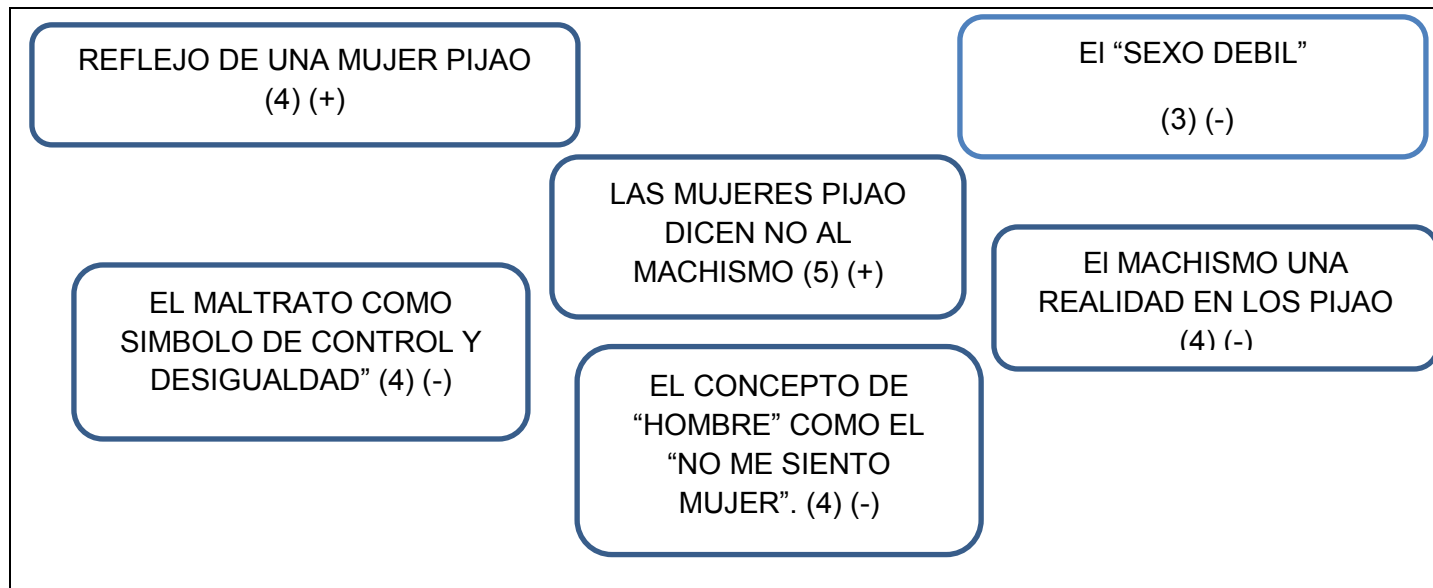 REFLEJO DE UNA MUJER PIJAO
(4) (+)
El “SEXO DEBIL”
(3) (-)
LAS MUJERES PIJAO
DICEN NO AL
MACHISMO (5) (+)
El MACHISMO UNA
REALIDAD EN LOS PIJAO
(4) (-)
EL MALTRATO COMO
SIMBOLO DE CONTROL Y
DESIGUALDAD” (4) (-)
EL CONCEPTO DE
“HOMBRE” COMO EL
“NO ME SIENTO
MUJER”. (4) (-)